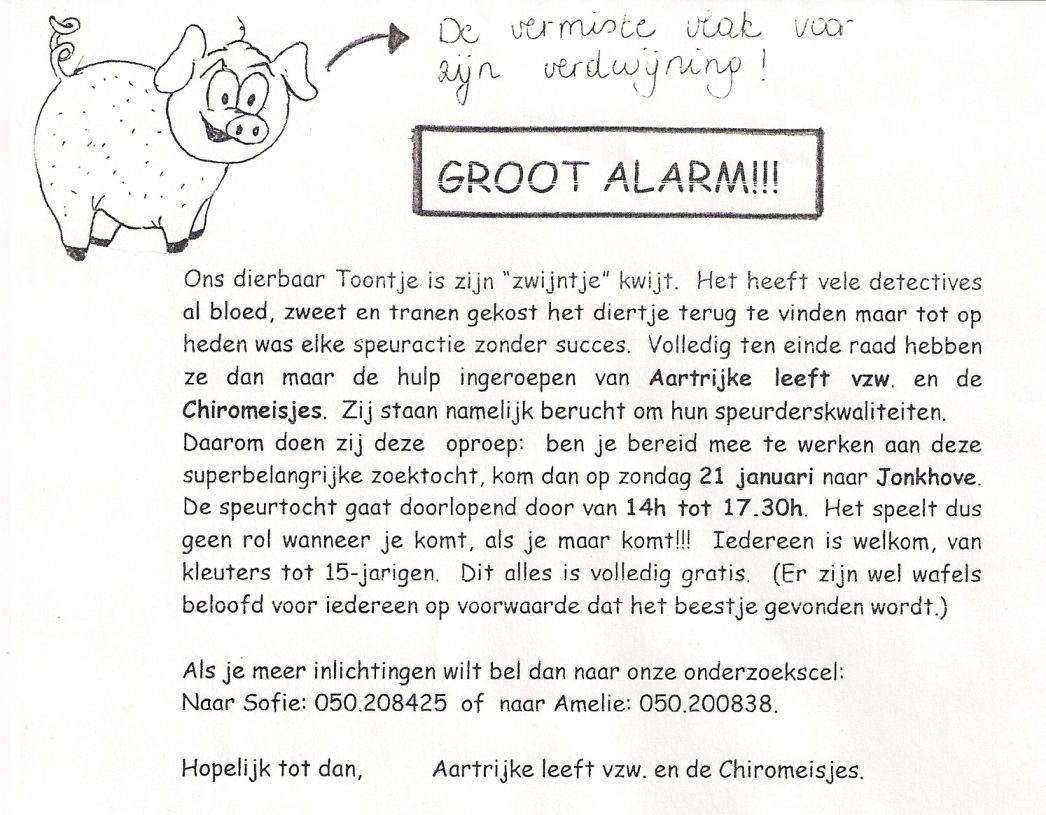 De vermiste vlak voor
zijn verdwijning!
GROOT ALARM!!!
Ons dierbaar Toontje is zijn "zwijntje" kwijt. Het heeft vele detectives
al bloed, zweet en tranen gekost het diertje terug te vinden maar tot op
heden was elke speuractie zonder succes. Volledig ten einde raad hebben
ze dan maar de hulp ingeroepen van Aartrijke leeft vzw. en de
Chiromeisjes. Zij staan namelijk berucht om hun speurderskwaliteiten.
Daarom doen zij deze oproep: ben je bereid mee te werken aan deze
superbelangrijke zoektocht, kom dan op zondag 21 januari naar Jonkhove.
De speurtocht gaat doorlopend door van 14h tot 17.30h. Het speelt dus
geen rol wanneer je komt, als je maar komt!!! Iedereen is welkom, van
kleuters tot 15-jarigen. Dit alles is volledig gratis. (Er zijn wel wafels
beloofd voor iedereen op voorwaarde dat het beestje gevonden wordt.)
Als je meer inlichtingen wilt bel dan naar onze onderzoekscel:
Naar Sofie: 050.208425 of naar Amelie: 050.200838.
Hopelijk tot dan, Aartrijke leeft vzw. en de Chiromeisjes.